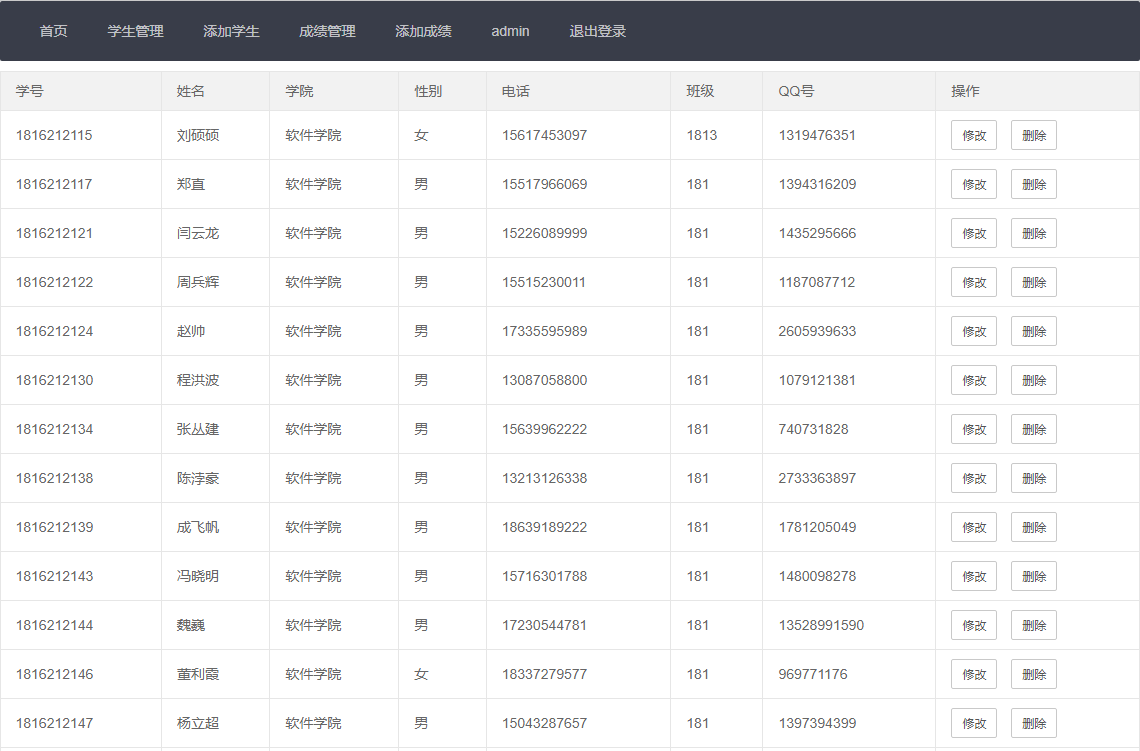 首页 学生管理 添加学生 成绩管理 添加成绩 admin 退出登录
学号 姓名 学院 性别 电话 班级 QQ号 操作
1816212115 刘硕硕 软件学院 女 15617453097 1813 1319476351 修改 删除
1816212117 郑直 软件学院 男 15517966069 181 1394316209 修改 删除
1816212121 闫云龙 软件学院 男 15226089999 181 1435295666 修改 删除
1816212122 周兵辉 软件学院 男 15515230011 181 1187087712 修改 删除
1816212124 赵帅 软件学院 男 17335595989 181 2605939633 修改 删除
1816212130 程洪波 软件学院 男 13087058800 181 1079121381 修改 删除
1816212134 张丛建 软件学院 男 15639962222 181 740731828 修改 删除
1816212138 陈浡豪 软件学院 男 13213126338 181 2733363897 修改 删除
1816212139 成飞帆 软件学院 男 18639189222 181 1781205049 修改 删除
1816212143 冯晓明 软件学院 男 15716301788 181 1480098278 修改 删除
1816212144 魏巍 软件学院 男 17230544781 181 13528991590 修改 删除
1816212146 董利霞 软件学院 女 18337279577 181 969771176 修改 删除
1816212147 杨立超 软件学院 男 15043287657 181 1397394399 修改 删除